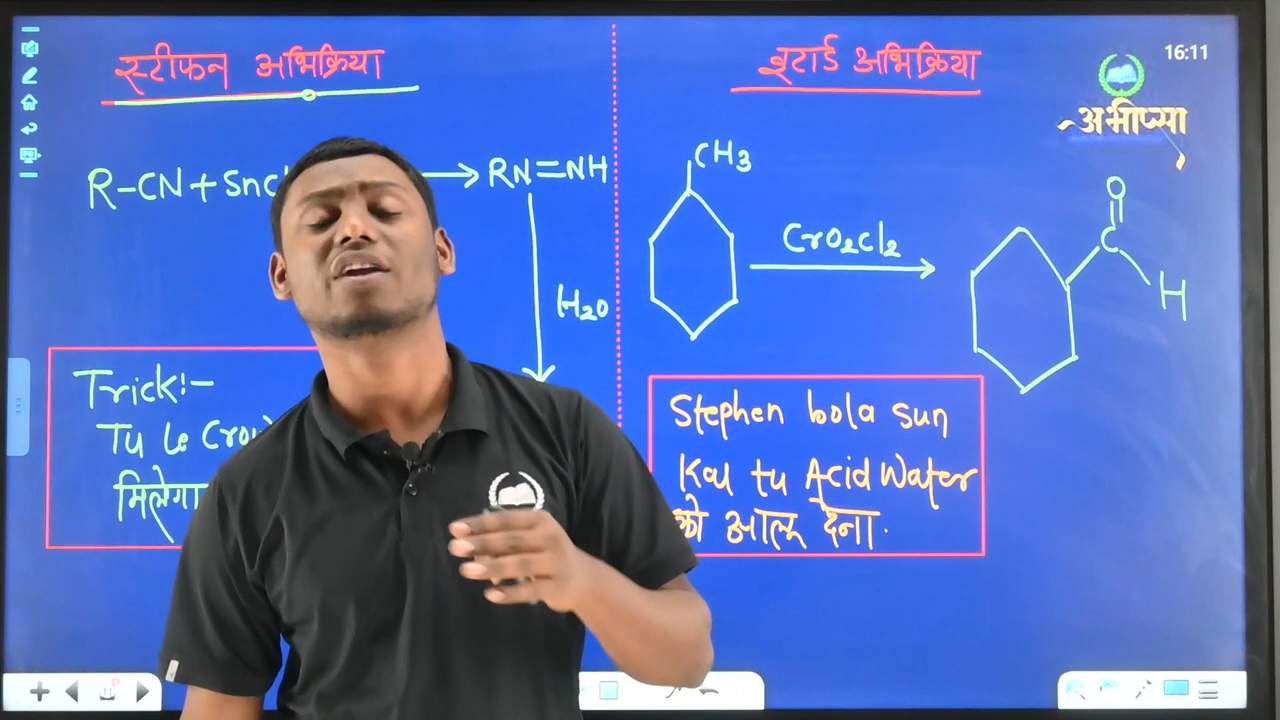 स्टीफन अभिक्रिया
R-CN + Sncl → RN=NH
H₂O
Trick:-
Tu le
मिलेगा
इटार्ड अभिक्रिया
CH₃
CrO₂Cl₂
O
C
H
Stephen bola sun
Kal tu Acid Water
को आलू देना.
16:11
अभीप्सा